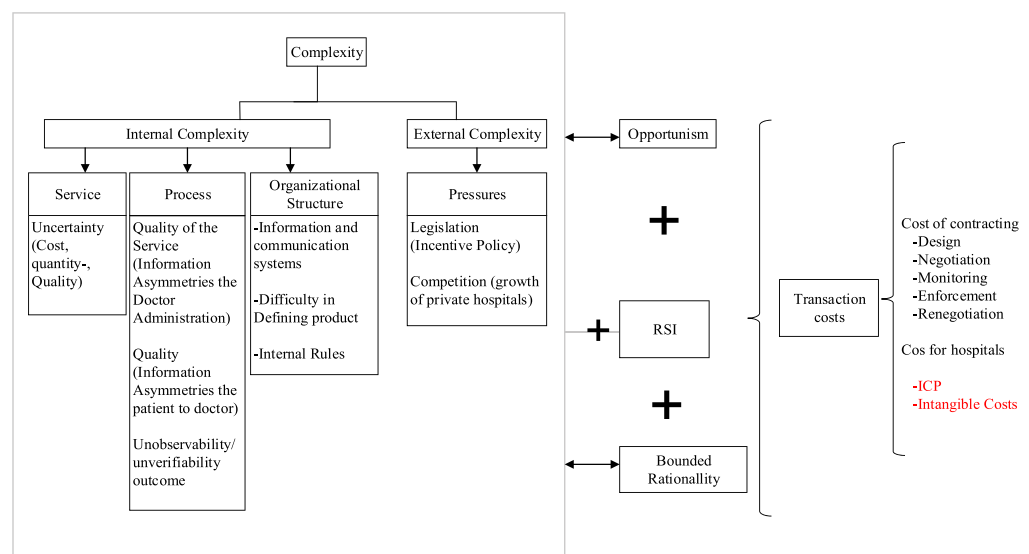 Complexity
Internal Complexity
External Complexity
Service
Uncertainty
(Cost,
quantity-,
Quality)
Process
Quality of the
Service
(Information
Asymmetries the
Doctor
Administration)
Quality
(Information
Asymmetries the
patient to doctor)
Unobservability/
unverifiability
outcome
Organizational
Structure
-Information and
communication
systems
-Difficulty in
Defining product
-Internal Rules
Pressures
Legislation
(Incentive Policy)
Competition (growth
of private hospitals)
Opportunism
+
+
RSI
+
Bounded
Rationallity
Transaction
costs
Cost of contracting
-Design
-Negotiation
-Monitoring
-Enforcement
-Renegotiation
Cos for hospitals
-ICP
-Intangible Costs